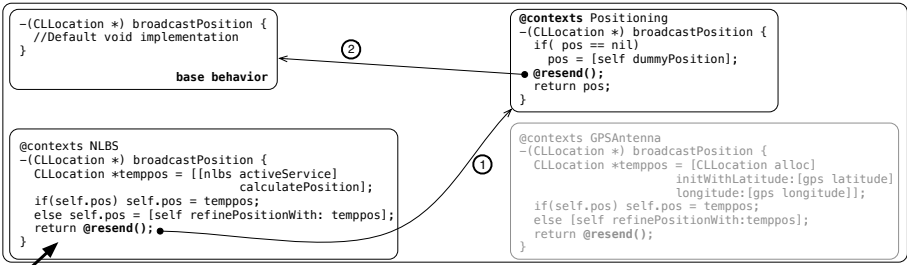 -(CLLocation *) broadcastPosition {
//Default void implementation
}
base behavior
2
@contexts Positioning
-(CLLocation *) broadcastPosition {
if( pos == nil)
pos = [self dummyPosition];
@resend();
return pos;
}
@contexts NLBS
-(CLLocation *) broadcastPosition {
CLLocation *temppos = [[nlbs activeService]
calculatePosition];
if(self.pos) self.pos = temppos;
else self.pos = [self refinePositionWith: temppos];
return @resend();
}
1
@contexts GPSAntenna
-(CLLocation *) broadcastPosition {
CLLocation *temppos = [CLLocation alloc]
initWithLatitude:[gps latitude]
longitude:[gps longitude]];
if(self.pos) self.pos = temppos;
else [self refinePositionWith:temppos];
return @resend();
}